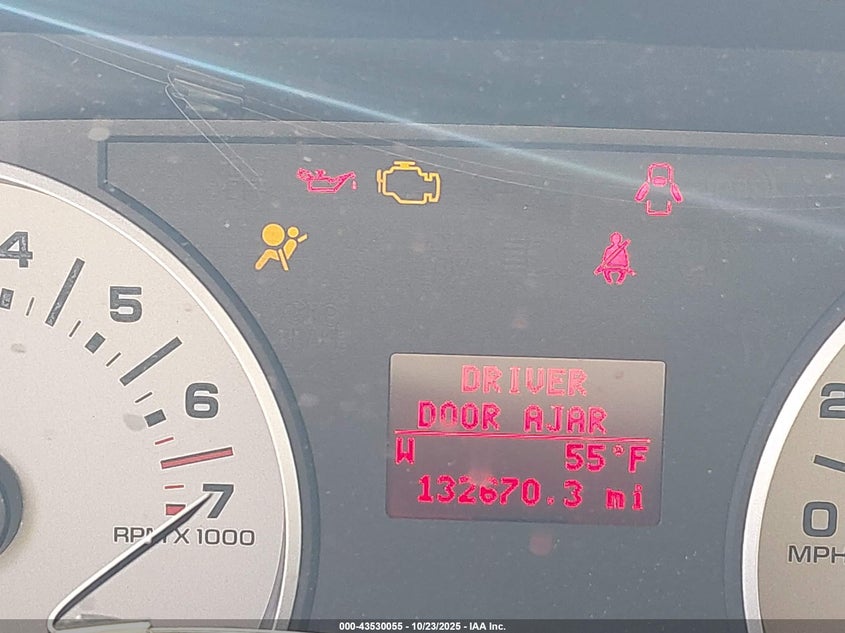 4
5
6
7
RPM X 1000
DRIVER
DOOR AJAR
W 55°F
132670.3 mi
2
0
MPH
000-43530055 - 10/23/2025 - IAA Inc.